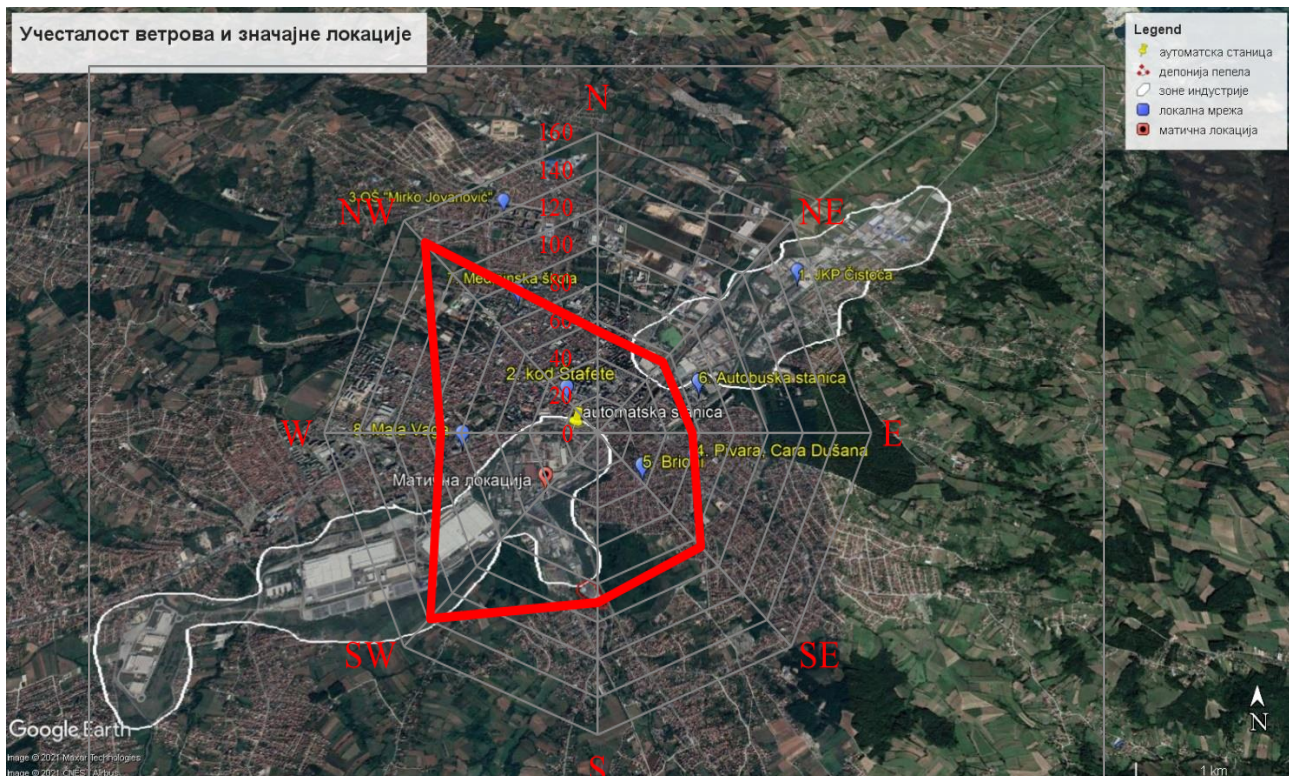 Учесталост ветрова и значајне локације
Legend
аутоматска станица
депонија пепела
зоне индустрије
локална мрежа
матична локација
N
160
140
3 OŠ "Mirko Jovanović"
NW
120
NE
100
1. JKP Čistoća
7. Medicinska škola
80
60
40
2. kod Štafete
6. Autobuska stanica
20
automatska stanica
W
8. Mala Vaga
0
E
4. Pivara, Cara Dušana
5. Brioni
Матична локација
SW
SE
S
N
1 km
Google Earth
Image © 2021 Maxar Technologies
Image © 2021 CNES / Airbus